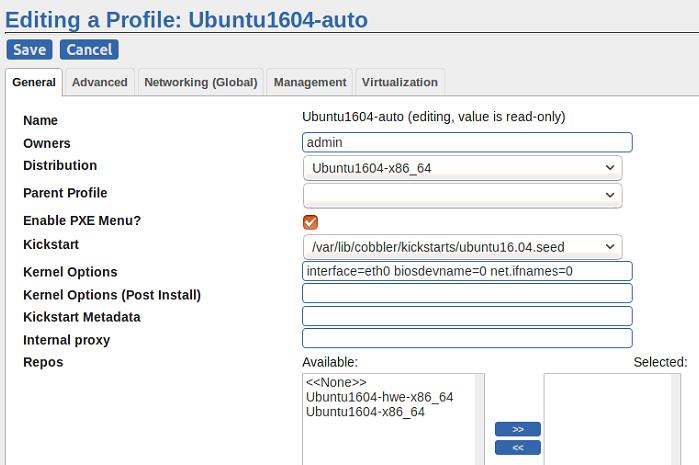 Editing a Profile: Ubuntu1604-auto
Save Cancel
General Advanced Networking (Global) Management Virtualization
Name Ubuntu1604-auto (editing, value is read-only)
Owners admin
Distribution Ubuntu1604-x86_64
Parent Profile
Enable PXE Menu?
Kickstart /var/lib/cobbler/kickstarts/ubuntu16.04.seed
Kernel Options interface=eth0 biosdevname=0 net.ifnames=0
Kernel Options (Post Install)
Kickstart Metadata
Internal proxy
Repos Available: Selected:
<<None>>
Ubuntu1604-hwe-x86_64
Ubuntu1604-x86_64
>>
<<